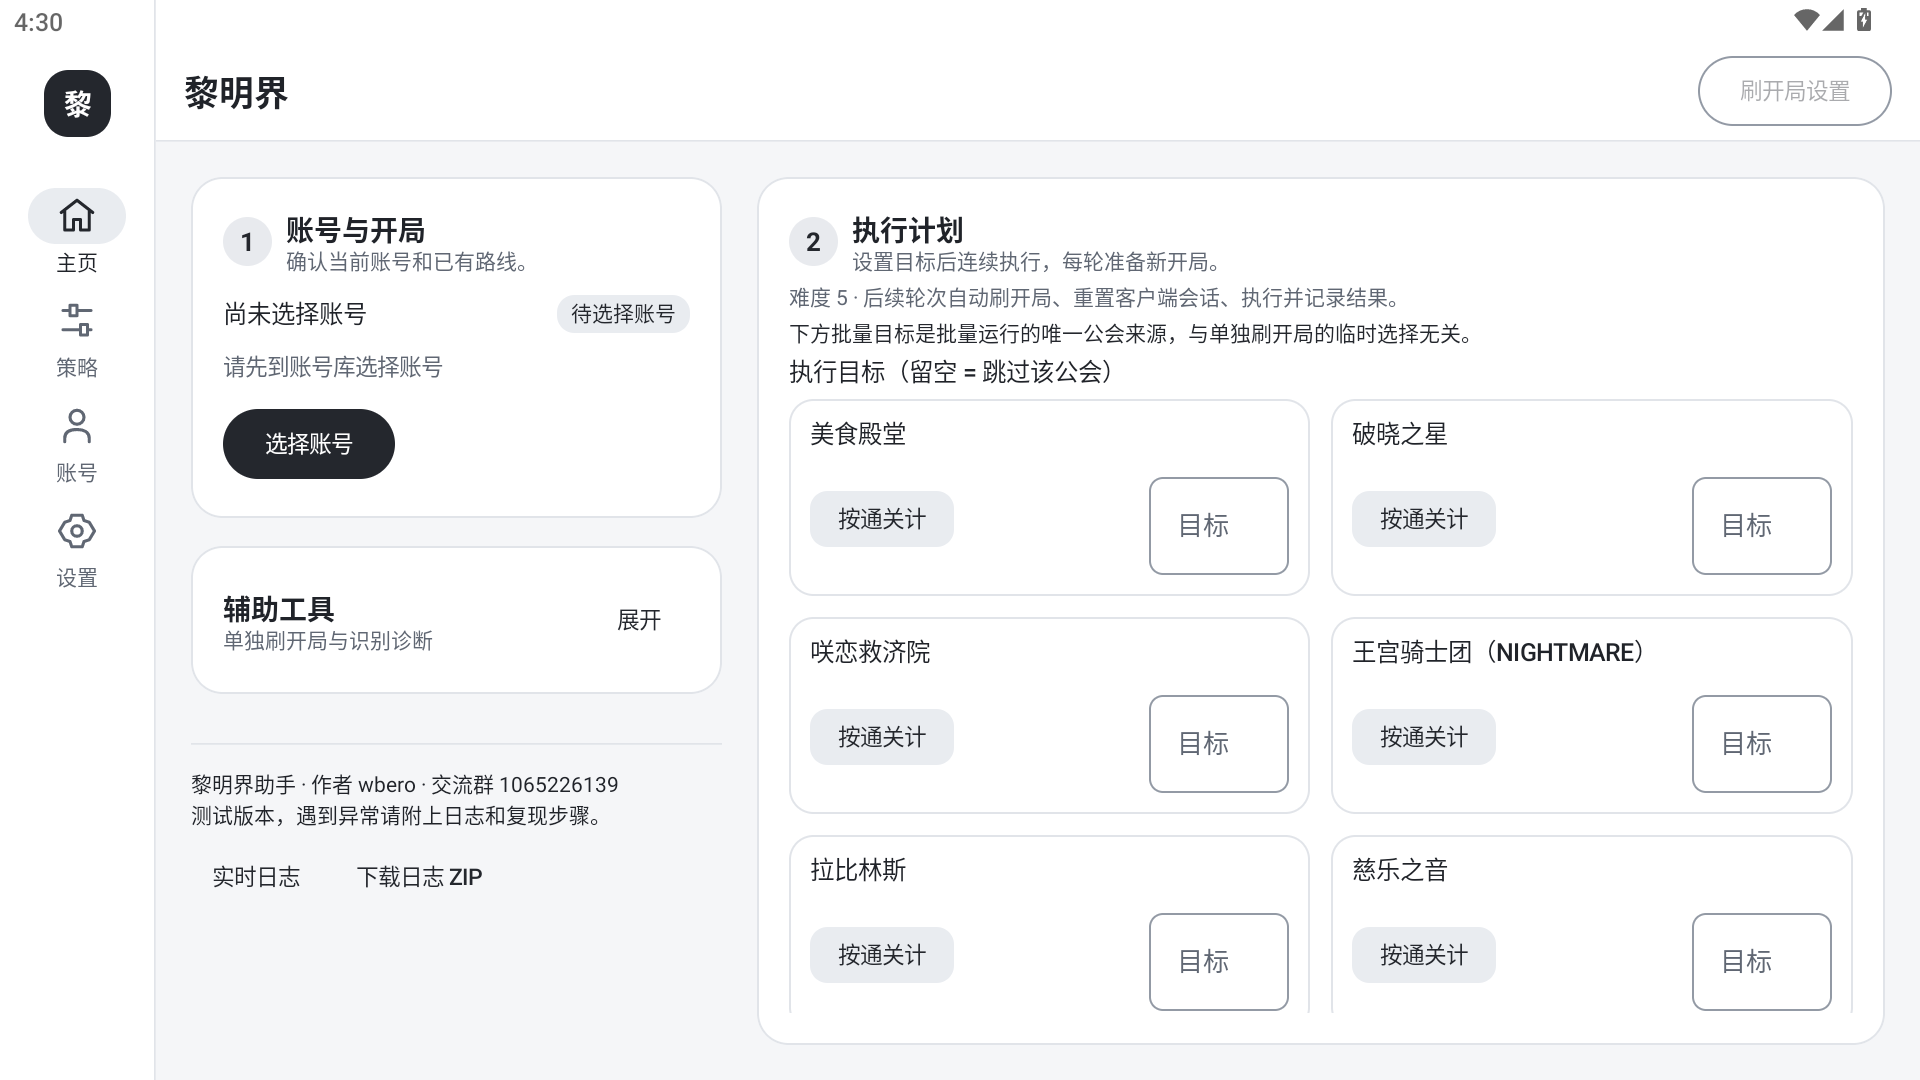 4:30
黎
主页
策略
账号
设置
黎明界
刷开局设置
1
账号与开局
确认当前账号和已有路线。
尚未选择账号
待选择账号
请先到账号库选择账号
选择账号
辅助工具
单独刷开局与识别诊断
展开
黎明界助手 · 作者 wbero · 交流群 1065226139
测试版本，遇到异常请附上日志和复现步骤。
实时日志
下载日志 ZIP
2
执行计划
设置目标后连续执行，每轮准备新开局。
难度 5 · 后续轮次自动刷开局、重置客户端会话、执行并记录结果。
下方批量目标是批量运行的唯一公会来源，与单独刷开局的临时选择无关。
执行目标（留空 = 跳过该公会）
美食殿堂
按通关计
目标
破晓之星
按通关计
目标
咲恋救济院
按通关计
目标
王宫骑士团（NIGHTMARE）
按通关计
目标
拉比林斯
按通关计
目标
慈乐之音
按通关计
目标